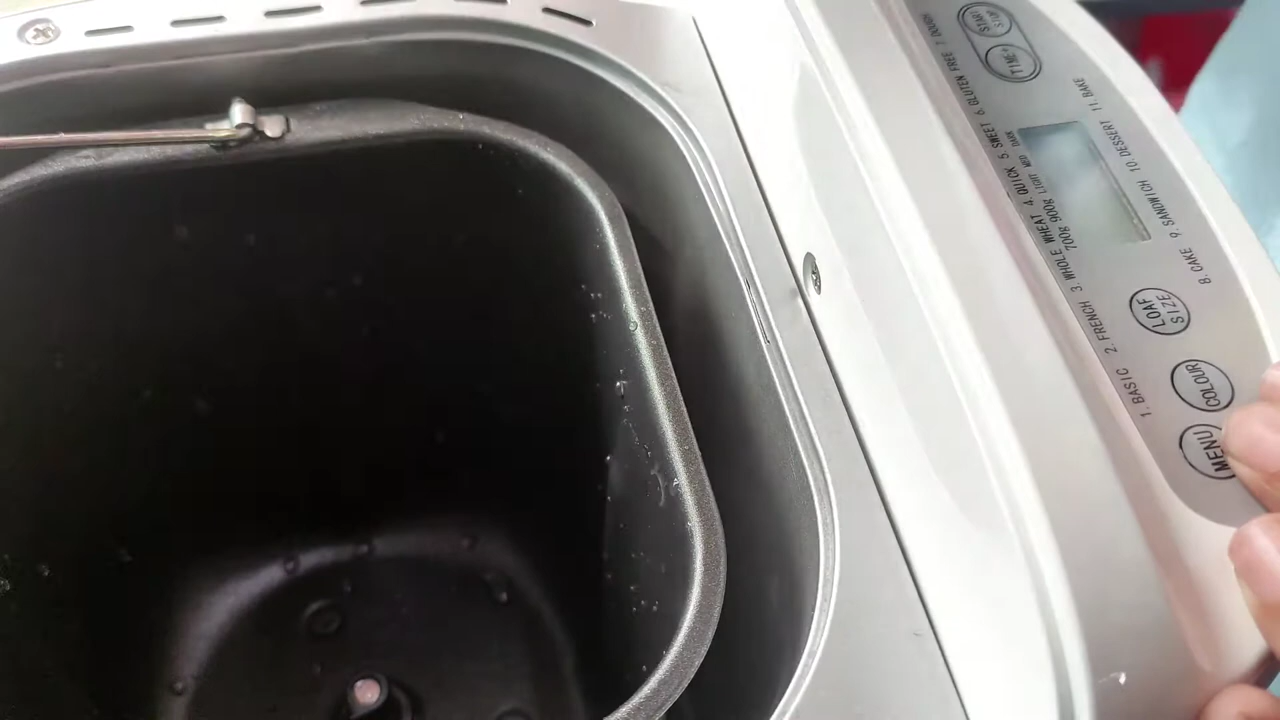 START
STOP
TIME+
1. BASIC 2. FRENCH 3. WHOLE WHEAT 4. QUICK 5. SWEET 6. GLUTEN FREE 7. DOUGH
700g 900g LIGHT MID DARK
8. CAKE 9. SANDWICH 10. DESSERT 11. BAKE
LOAF
SIZE
COLOUR
MENU